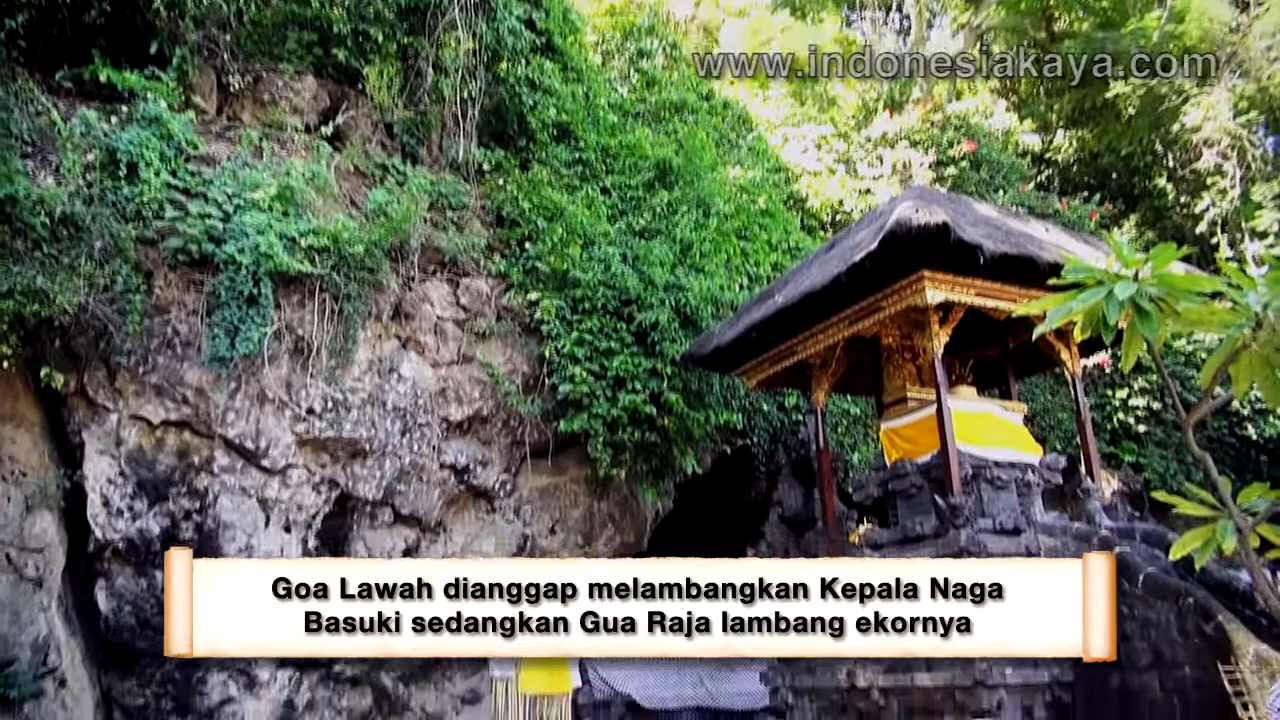 www.indonesiakaya.com
Goa Lawah dianggap melambangkan Kepala Naga
Basuki sedangkan Gua Raja lambang ekornya